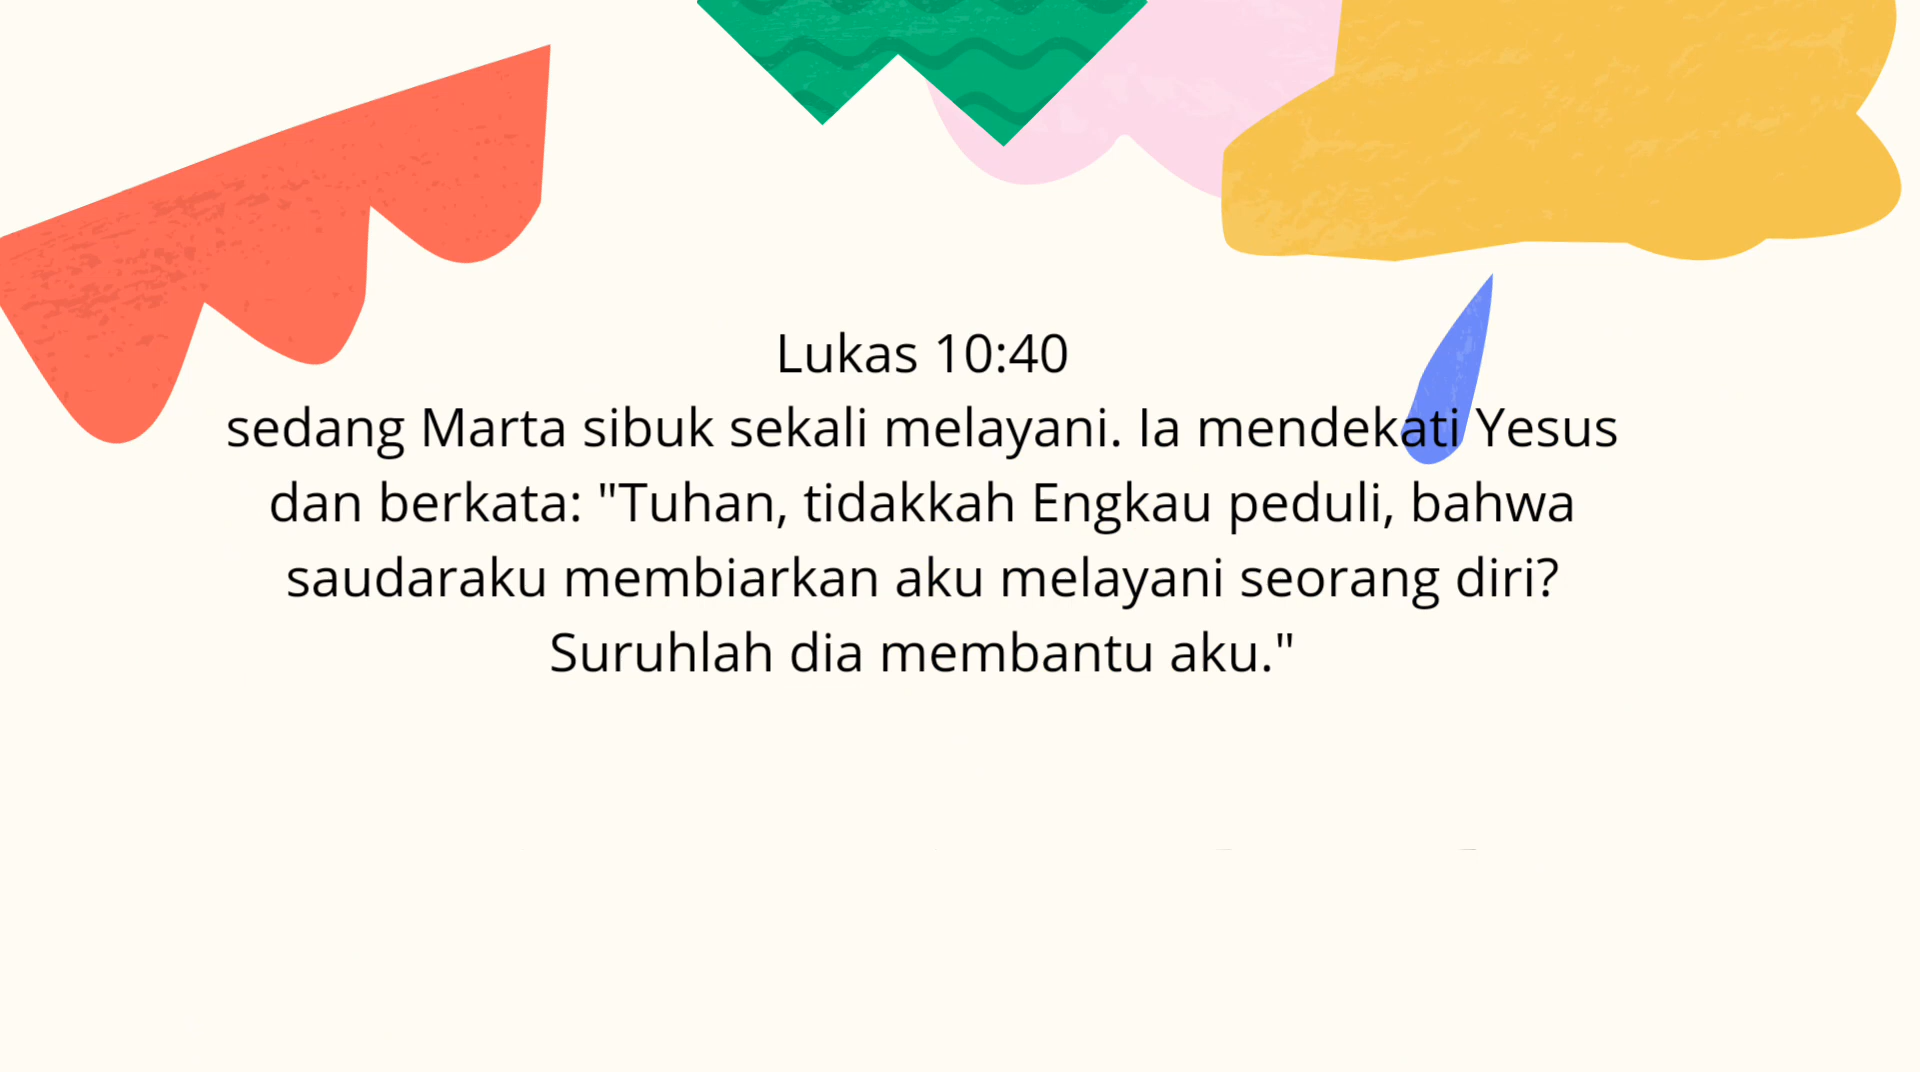 Lukas 10:40
sedang Marta sibuk sekali melayani. Ia mendekati Yesus
dan berkata: "Tuhan, tidakkah Engkau peduli, bahwa
saudaraku membiarkan aku melayani seorang diri?
Suruhlah dia membantu aku."